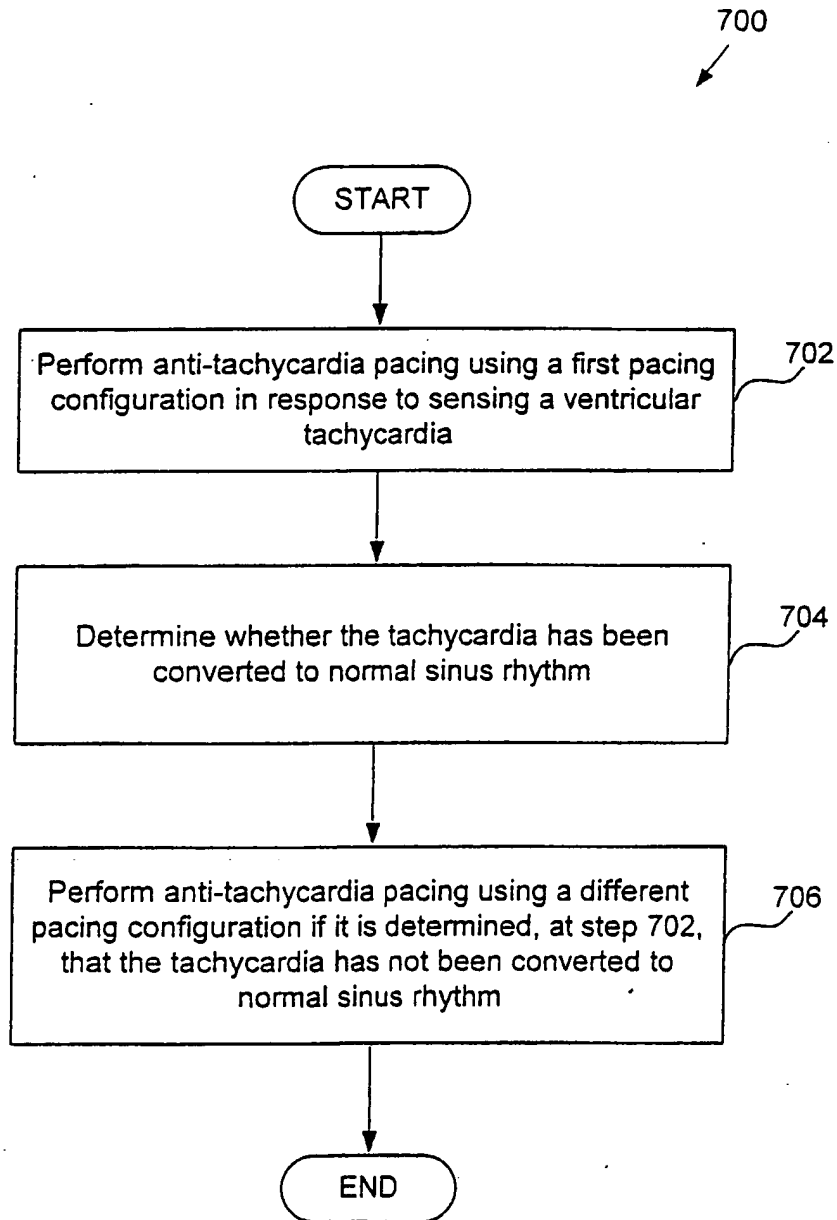 700
START
Perform anti-tachycardia pacing using a first pacing
configuration in response to sensing a ventricular
tachycardia
702
Determine whether the tachycardia has been
converted to normal sinus rhythm
704
Perform anti-tachycardia pacing using a different
pacing configuration if it is determined, at step 702,
that the tachycardia has not been converted to
normal sinus rhythm
706
END